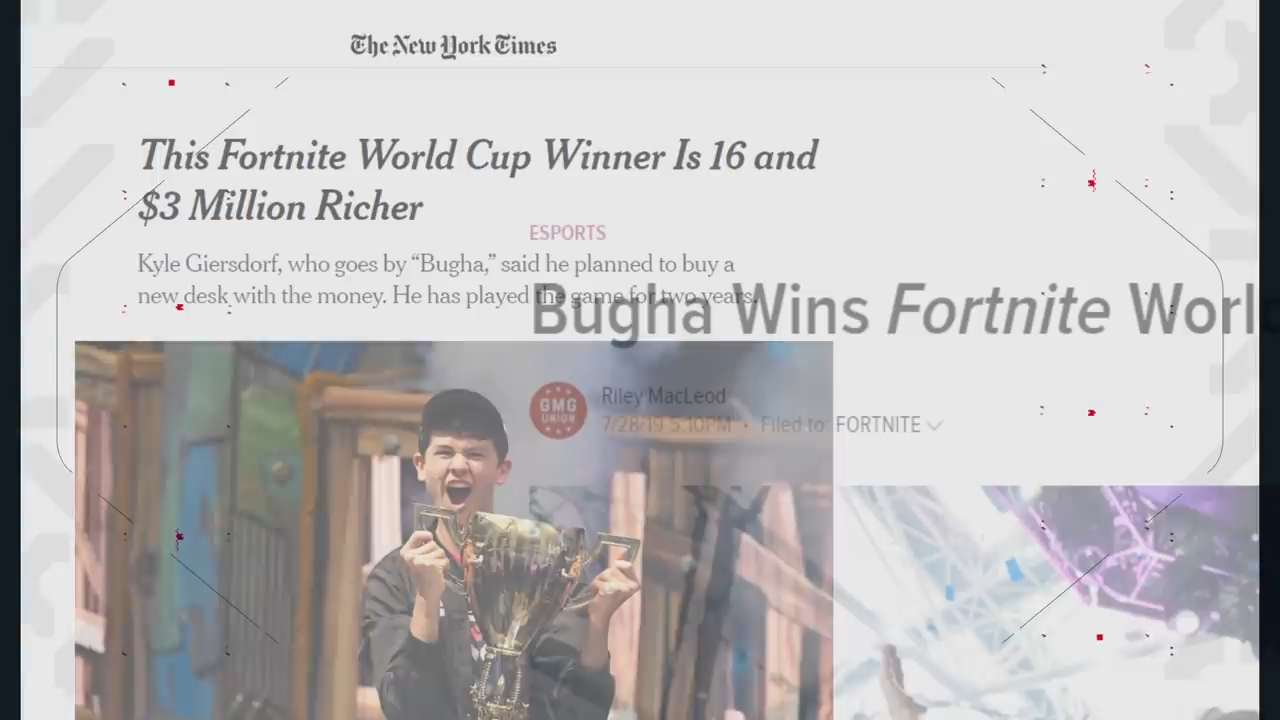 The New York Times
This Fortnite World Cup Winner Is 16 and
$3 Million Richer
Kyle Giersdorf, who goes by “Bugha,” said he planned to buy a
new desk with the money. He has played the game for two years.
ESPORTS
Bugha Wins Fortnite Worl
GMG
UNION
Riley MacLeod
7/28/19 5:10PM • Filed to: FORTNITE